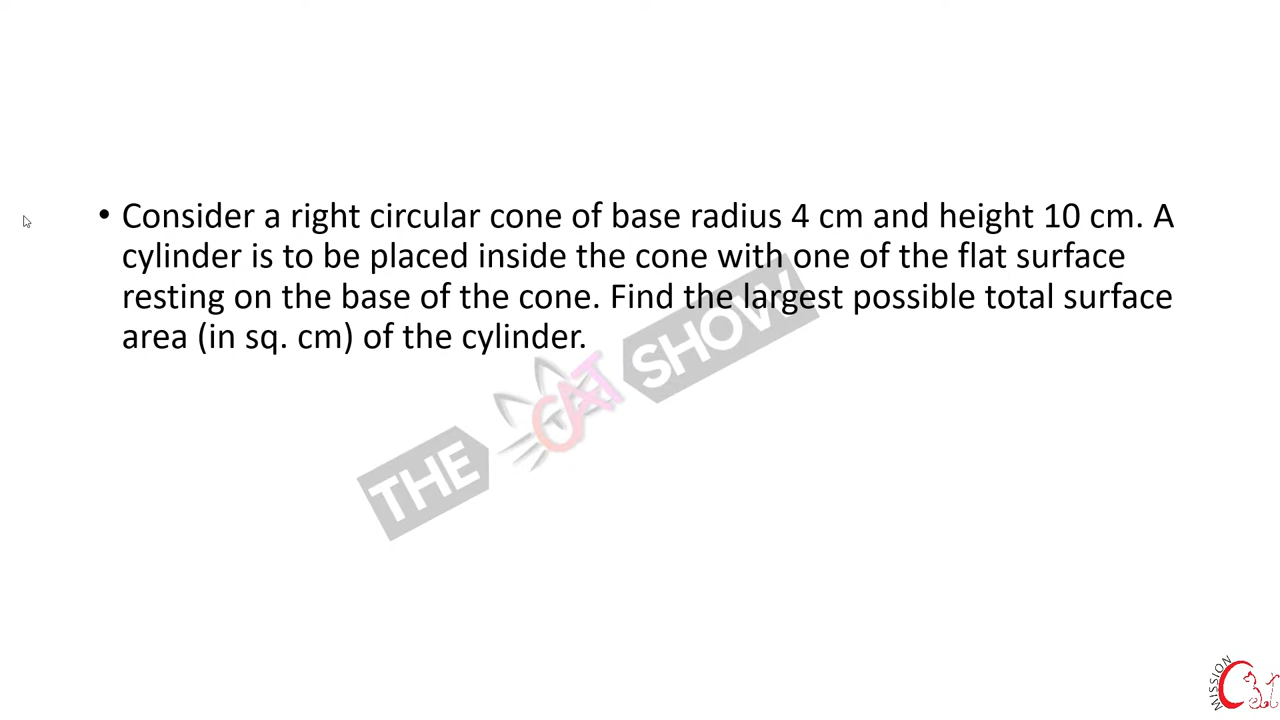 • Consider a right circular cone of base radius 4 cm and height 10 cm. A
cylinder is to be placed inside the cone with one of the flat surface
resting on the base of the cone. Find the largest possible total surface
area (in sq. cm) of the cylinder.
THE CAT SHOW
MISSION
Cat